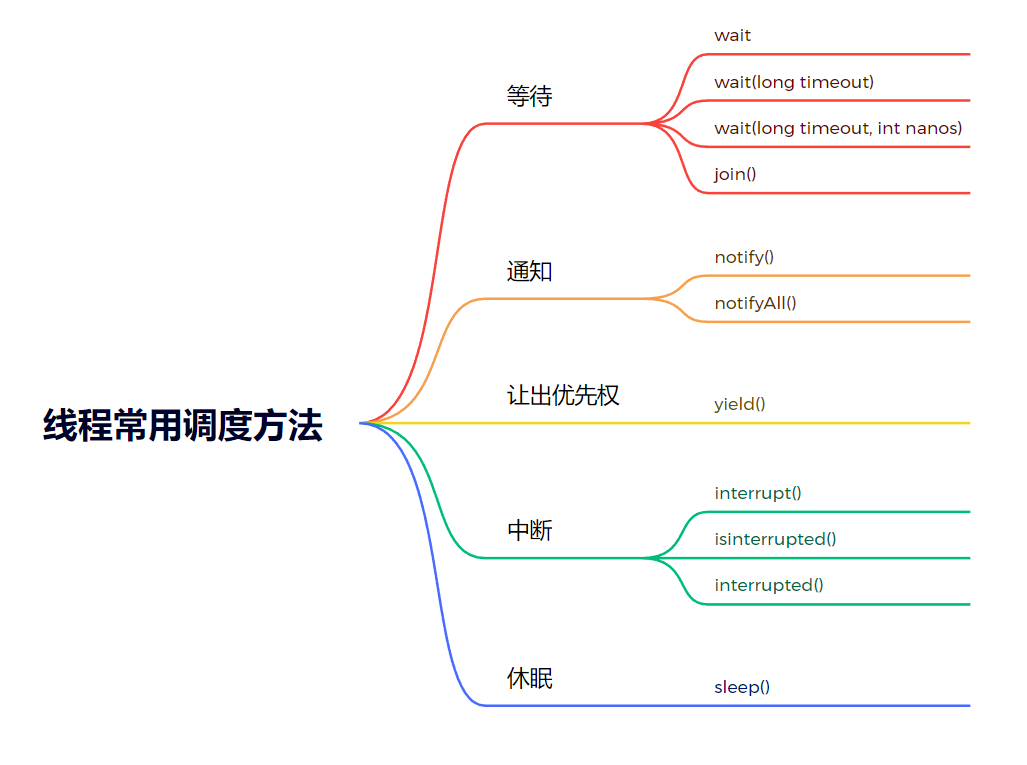 线程常用调度方法
等待
wait
wait(long timeout)
wait(long timeout, int nanos)
join()
通知
notify()
notifyAll()
让出优先权
yield()
中断
interrupt()
isinterrupted()
interrupted()
休眠
sleep()